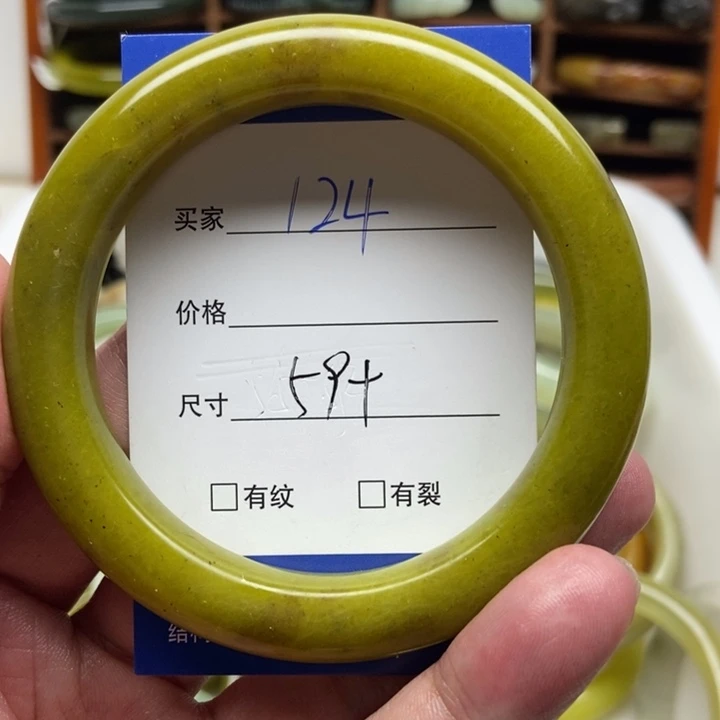 买家 124
价格
尺寸 59+
□有纹 □有裂